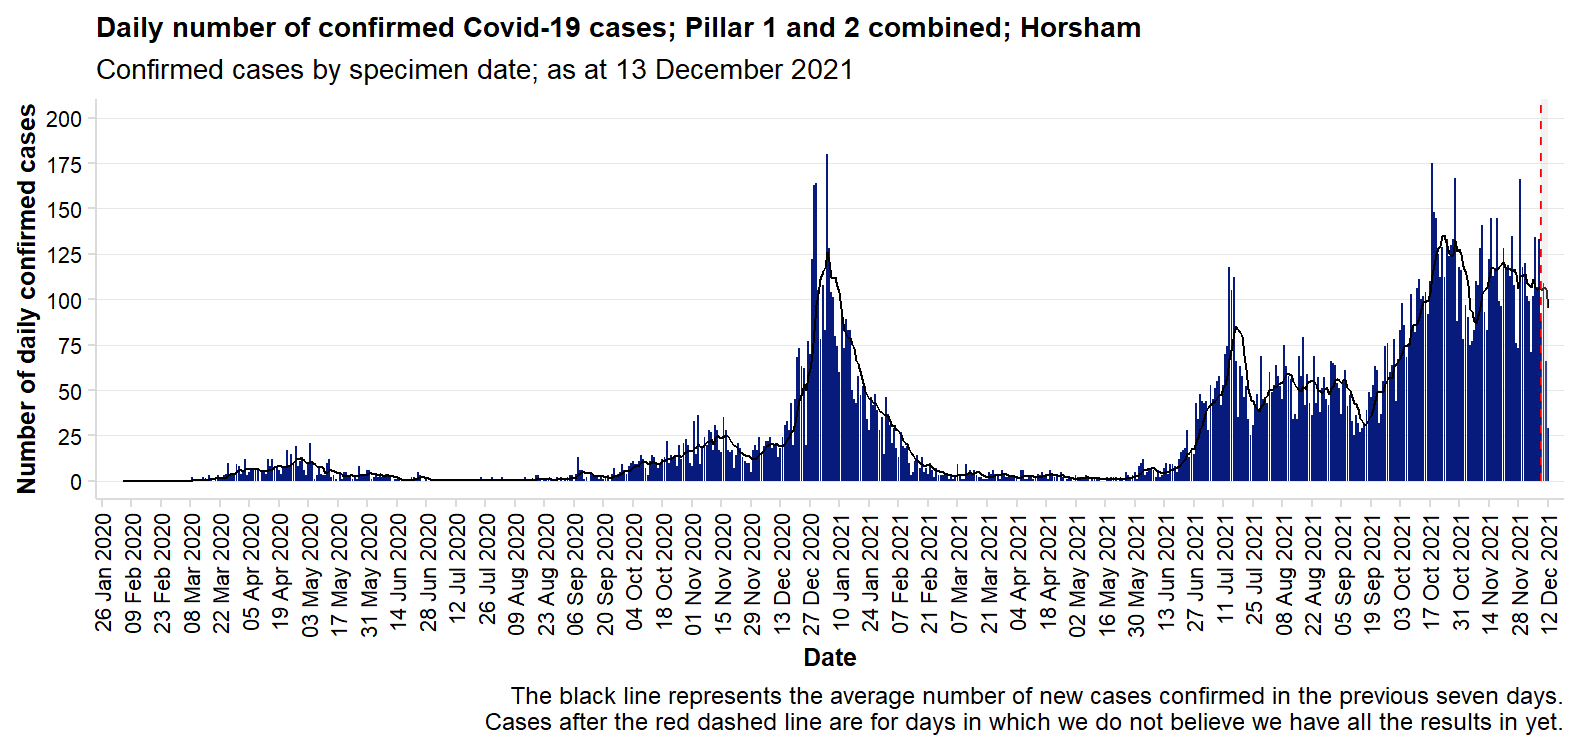 Daily number of confirmed Covid-19 cases; Pillar 1 and 2 combined; Horsham
Confirmed cases by specimen date; as at 13 December 2021
Number of daily confirmed cases
200
175
150
125
100
75
50
25
0
26 Jan 2020
09 Feb 2020
23 Feb 2020
08 Mar 2020
22 Mar 2020
05 Apr 2020
19 Apr 2020
03 May 2020
17 May 2020
31 May 2020
14 Jun 2020
28 Jun 2020
12 Jul 2020
26 Jul 2020
09 Aug 2020
23 Aug 2020
06 Sep 2020
20 Sep 2020
04 Oct 2020
18 Oct 2020
01 Nov 2020
15 Nov 2020
29 Nov 2020
13 Dec 2020
27 Dec 2020
10 Jan 2021
24 Jan 2021
07 Feb 2021
21 Feb 2021
07 Mar 2021
21 Mar 2021
04 Apr 2021
18 Apr 2021
02 May 2021
16 May 2021
30 May 2021
13 Jun 2021
27 Jun 2021
11 Jul 2021
25 Jul 2021
08 Aug 2021
22 Aug 2021
05 Sep 2021
19 Sep 2021
03 Oct 2021
17 Oct 2021
31 Oct 2021
14 Nov 2021
28 Nov 2021
12 Dec 2021
Date
The black line represents the average number of new cases confirmed in the previous seven days.
Cases after the red dashed line are for days in which we do not believe we have all the results in yet.